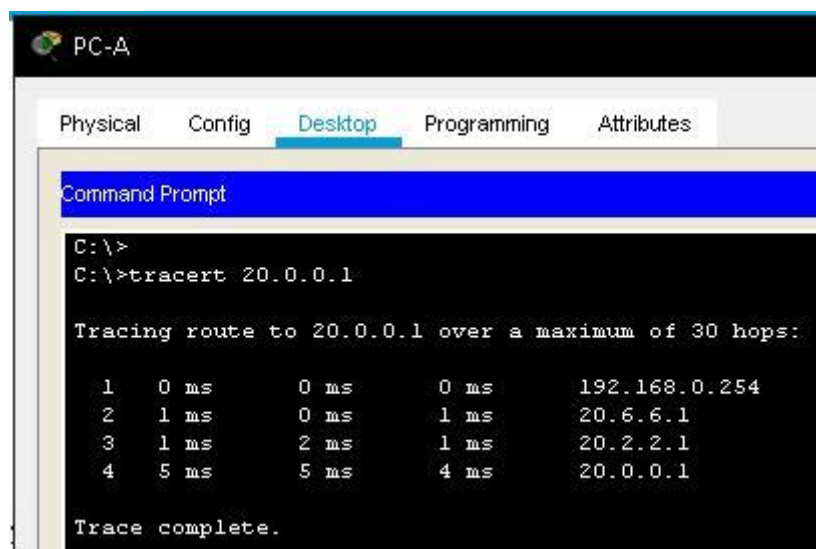 PC-A
Physical Config Desktop Programming Attributes
Command Prompt
C:\>
C:\>tracert 20.0.0.1
Tracing route to 20.0.0.1 over a maximum of 30 hops:
1 0 ms 0 ms 0 ms 192.168.0.254
2 1 ms 0 ms 1 ms 20.6.6.1
3 1 ms 2 ms 1 ms 20.2.2.1
4 5 ms 5 ms 4 ms 20.0.0.1
Trace complete.